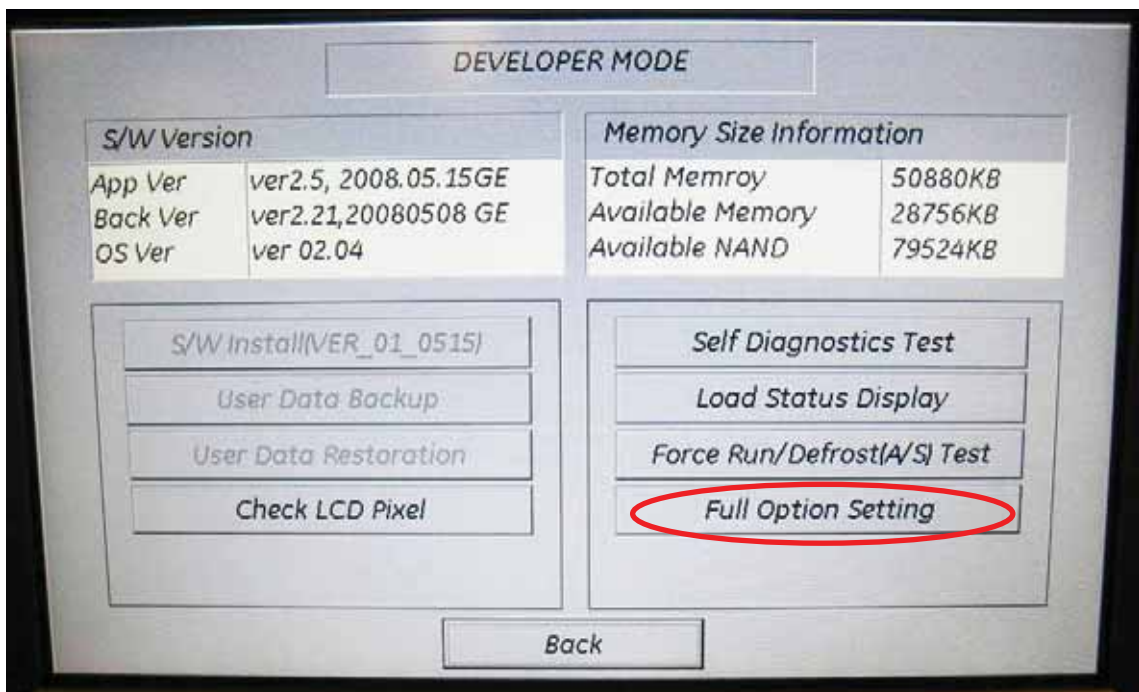 DEVELOPER MODE
S/W Version
App Ver ver2.5, 2008.05.15GE
Back Ver ver2.21,20080508 GE
OS Ver ver 02.04
Memory Size Information
Total Memroy 50880KB
Available Memory 28756KB
Available NAND 79524KB
S/W Install(VER_01_0515)
User Data Backup
User Data Restoration
Check LCD Pixel
Self Diagnostics Test
Load Status Display
Force Run/Defrost(A/S) Test
Full Option Setting
Back